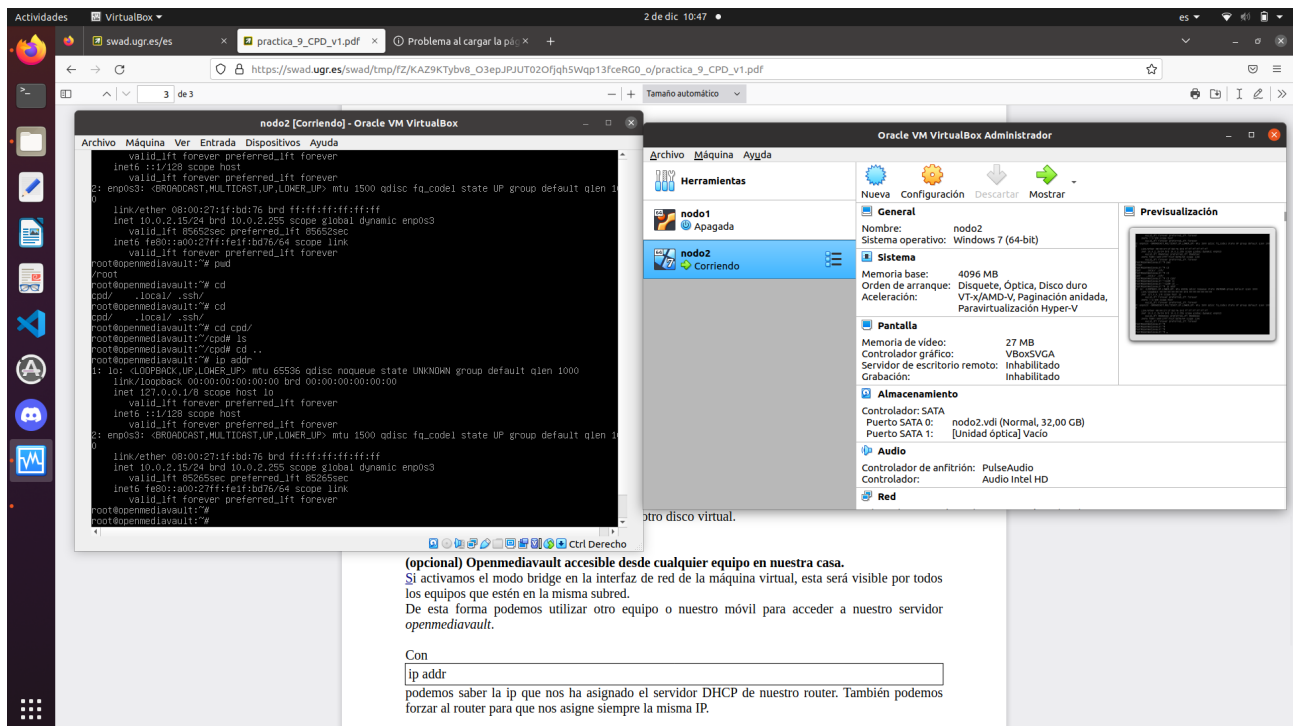 Actividades VirtualBox 2 de dic 10:47 es
swad.ugr.es/es × practica_9_CPD_v1.pdf × Problema al cargar la pág × +
https://swad.ugr.es/swad/tmp/fZ/KAZ9KTybv8_O3epJPJUT02Ofjqh5Wqp13fceRG0_o/practica_9_CPD_v1.pdf
3 de 3 — + Tamaño automático
nodo2 [Corriendo] - Oracle VM VirtualBox
Archivo Máquina Ver Entrada Dispositivos Ayuda
valid_lft forever preferred_lft forever
inet6 ::1/128 scope host
valid_lft forever preferred_lft forever
2: enp0s3: <BROADCAST,MULTICAST,UP,LOWER_UP> mtu 1500 qdisc fq_codel state UP group default qlen 10
0
link/ether 08:00:27:1f:bd:76 brd ff:ff:ff:ff:ff:ff
inet 10.0.2.15/24 brd 10.0.2.255 scope global dynamic enp0s3
valid_lft 85652sec preferred_lft 85652sec
inet6 fe80::a00:27ff:fe1f:bd76/64 scope link
valid_lft forever preferred_lft forever
root@openmediavault:~# pwd
/root
root@openmediavault:~# cd
cpd/ .local/ .ssh/
root@openmediavault:~# cd
cpd/ .local/ .ssh/
root@openmediavault:~# cd cpd/
root@openmediavault:~/cpd# ls
root@openmediavault:~/cpd# cd ..
root@openmediavault:~# ip addr
1: lo: <LOOPBACK,UP,LOWER_UP> mtu 65536 qdisc noqueue state UNKNOWN group default qlen 1000
link/loopback 00:00:00:00:00:00 brd 00:00:00:00:00:00
inet 127.0.0.1/8 scope host lo
valid_lft forever preferred_lft forever
inet6 ::1/128 scope host
valid_lft forever preferred_lft forever
2: enp0s3: <BROADCAST,MULTICAST,UP,LOWER_UP> mtu 1500 qdisc fq_codel state UP group default qlen 1
0
link/ether 08:00:27:1f:bd:76 brd ff:ff:ff:ff:ff:ff
inet 10.0.2.15/24 brd 10.0.2.255 scope global dynamic enp0s3
valid_lft 85265sec preferred_lft 85265sec
inet6 fe80::a00:27ff:fe1f:bd76/64 scope link
valid_lft forever preferred_lft forever
root@openmediavault:~#
root@openmediavault:~#
Ctrl Derecho
Oracle VM VirtualBox Administrador
Archivo Máquina Ayuda
Herramientas
nodo1
Apagada
nodo2
Corriendo
Nueva Configuración Descartar Mostrar
General
Nombre: nodo2
Sistema operativo: Windows 7 (64-bit)
Sistema
Memoria base: 4096 MB
Orden de arranque: Disquete, Óptica, Disco duro
Aceleración: VT-x/AMD-V, Paginación anidada,
Paravirtualización Hyper-V
Pantalla
Memoria de vídeo: 27 MB
Controlador gráfico: VBoxSVGA
Servidor de escritorio remoto: Inhabilitado
Grabación: Inhabilitado
Almacenamiento
Controlador: SATA
Puerto SATA 0: nodo2.vdi (Normal, 32,00 GB)
Puerto SATA 1: [Unidad óptica] Vacío
Audio
Controlador de anfitrión: PulseAudio
Controlador: Audio Intel HD
Red
Previsualización
otro disco virtual.
(opcional) Openmediavault accesible desde cualquier equipo en nuestra casa.
Si activamos el modo bridge en la interfaz de red de la máquina virtual, esta será visible por todos
los equipos que estén en la misma subred.
De esta forma podemos utilizar otro equipo o nuestro móvil para acceder a nuestro servidor
openmediavault.
Con
ip addr
podemos saber la ip que nos ha asignado el servidor DHCP de nuestro router. También podemos
forzar al router para que nos asigne siempre la misma IP.